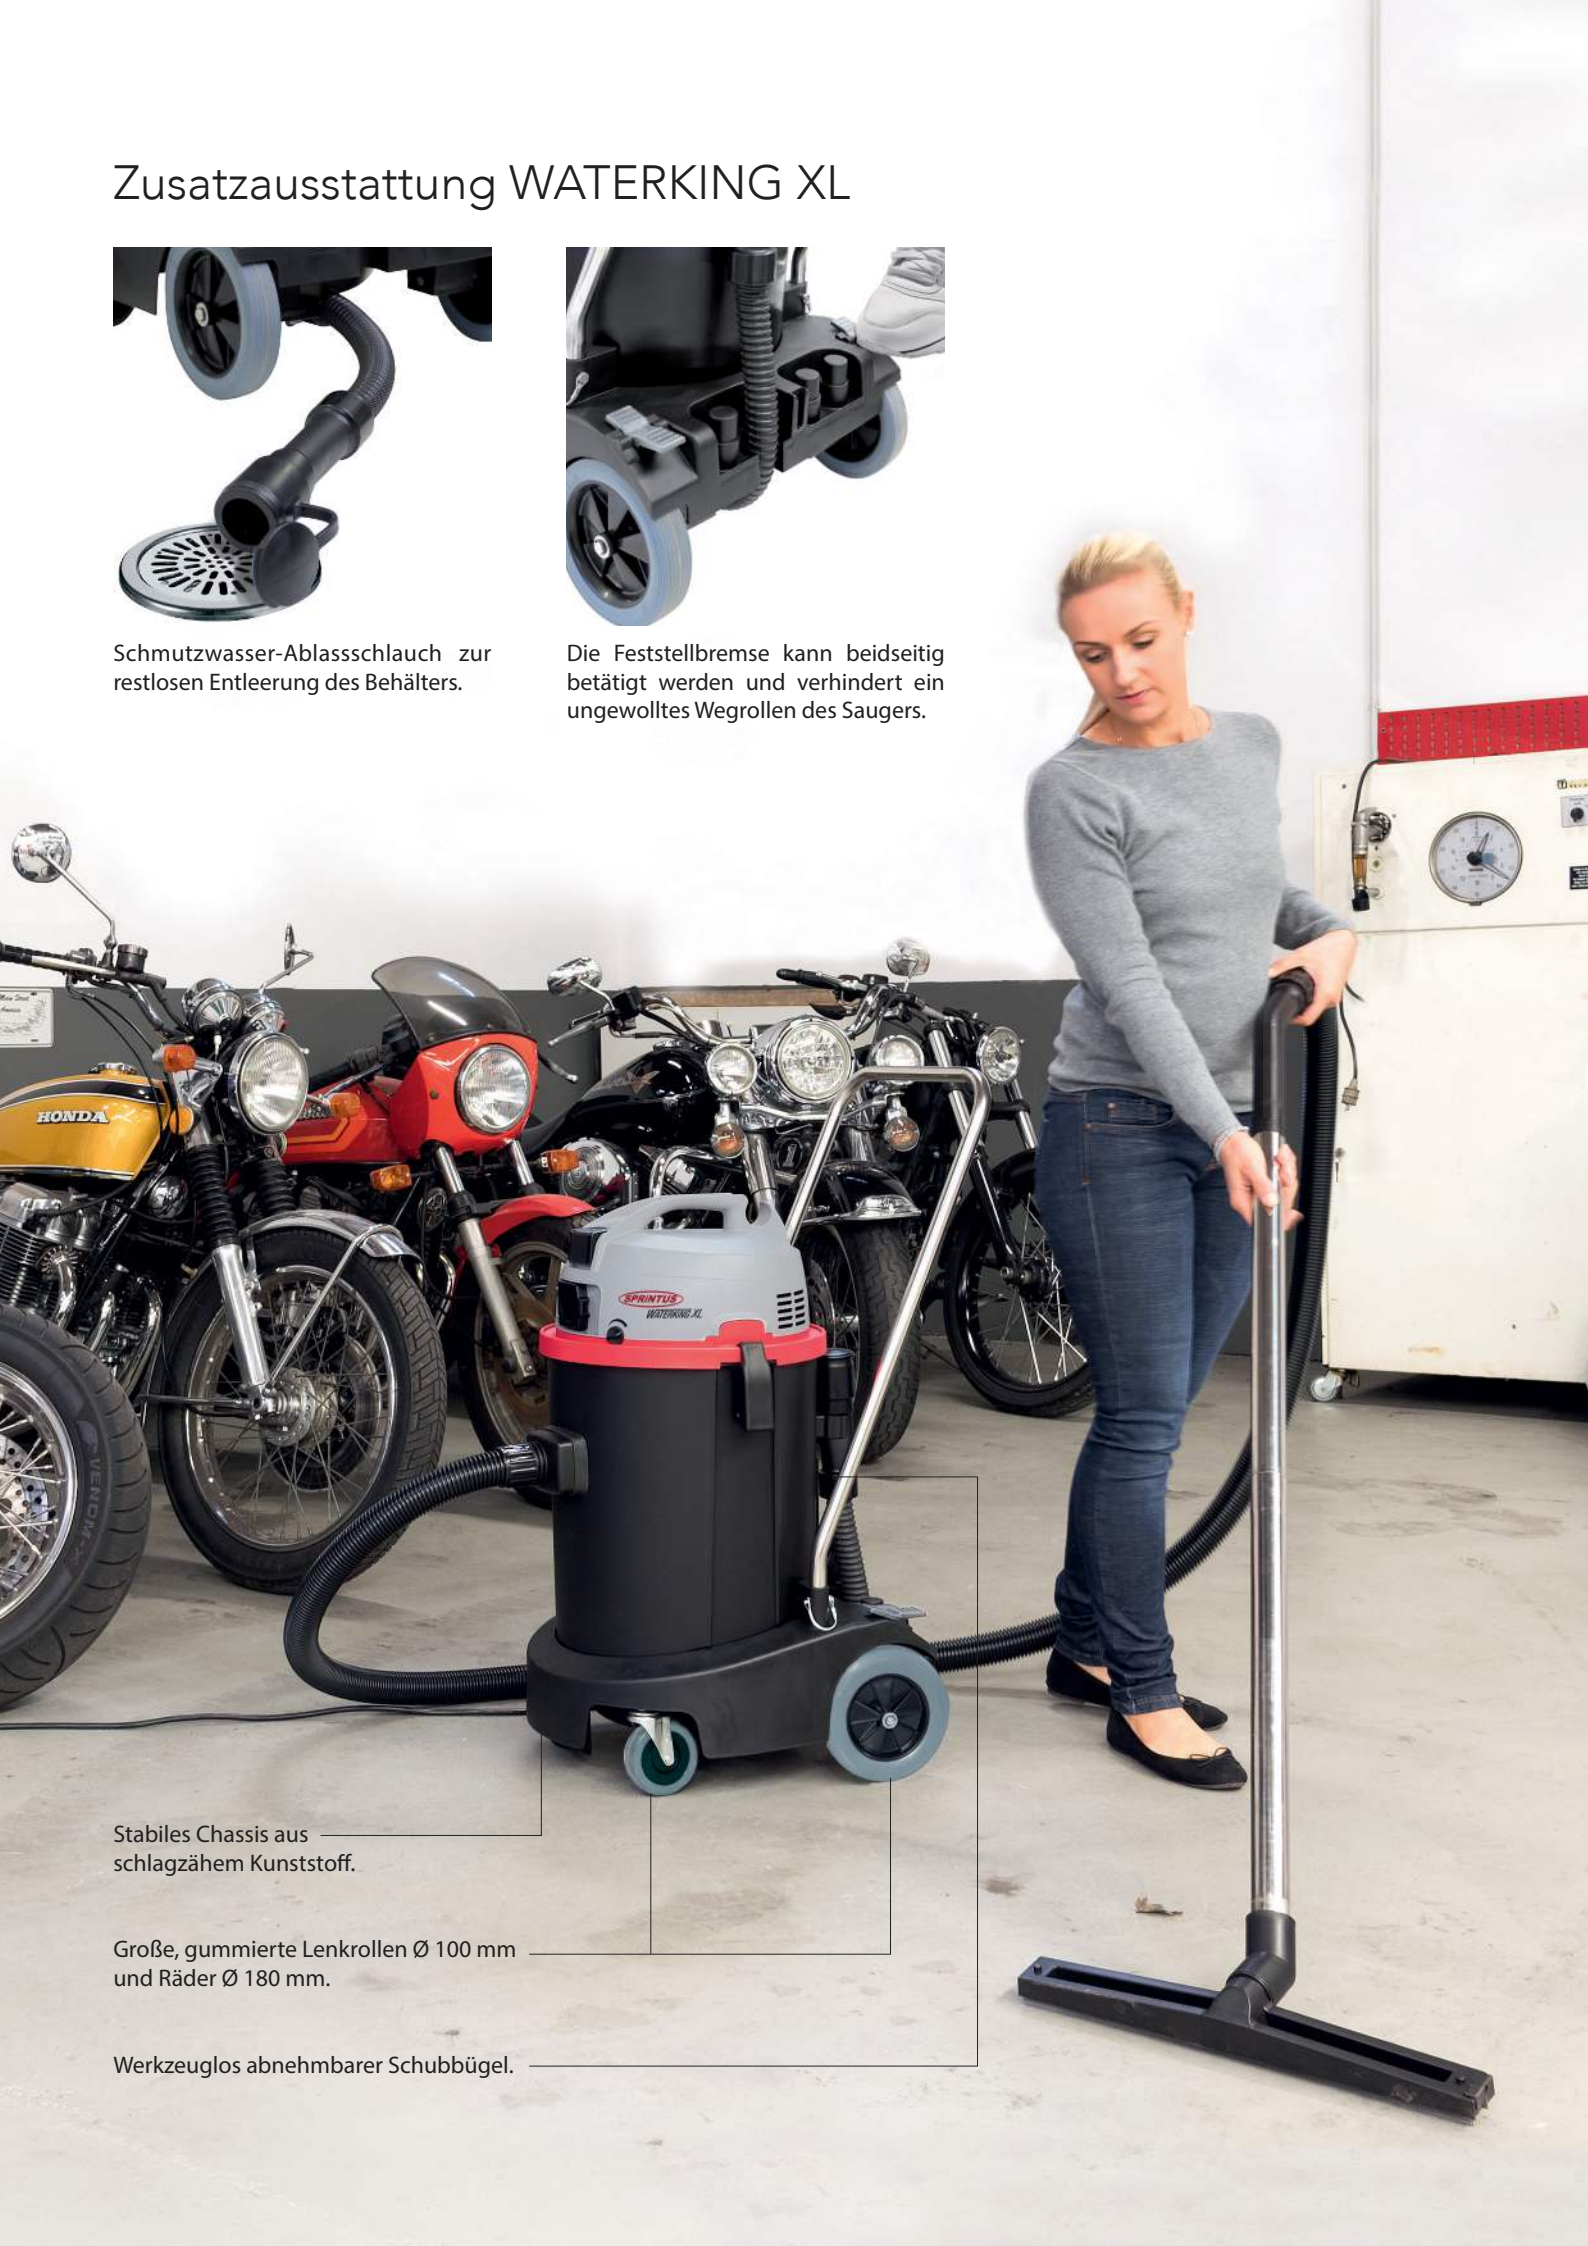 Zusatzausstattung WATERKING XL
Schmutzwasser-Ablassschlauch zur
restlosen Entleerung des Behälters.
Die Feststellbremse kann beidseitig
betätigt werden und verhindert ein
ungewolltes Wegrollen des Saugers.
HONDA
SPRINTUS
WATERKING XL
VENOM-X
Stabiles Chassis aus
schlagzähem Kunststoff.
Große, gummierte Lenkrollen Ø 100 mm
und Räder Ø 180 mm.
Werkzeuglos abnehmbarer Schubbügel.